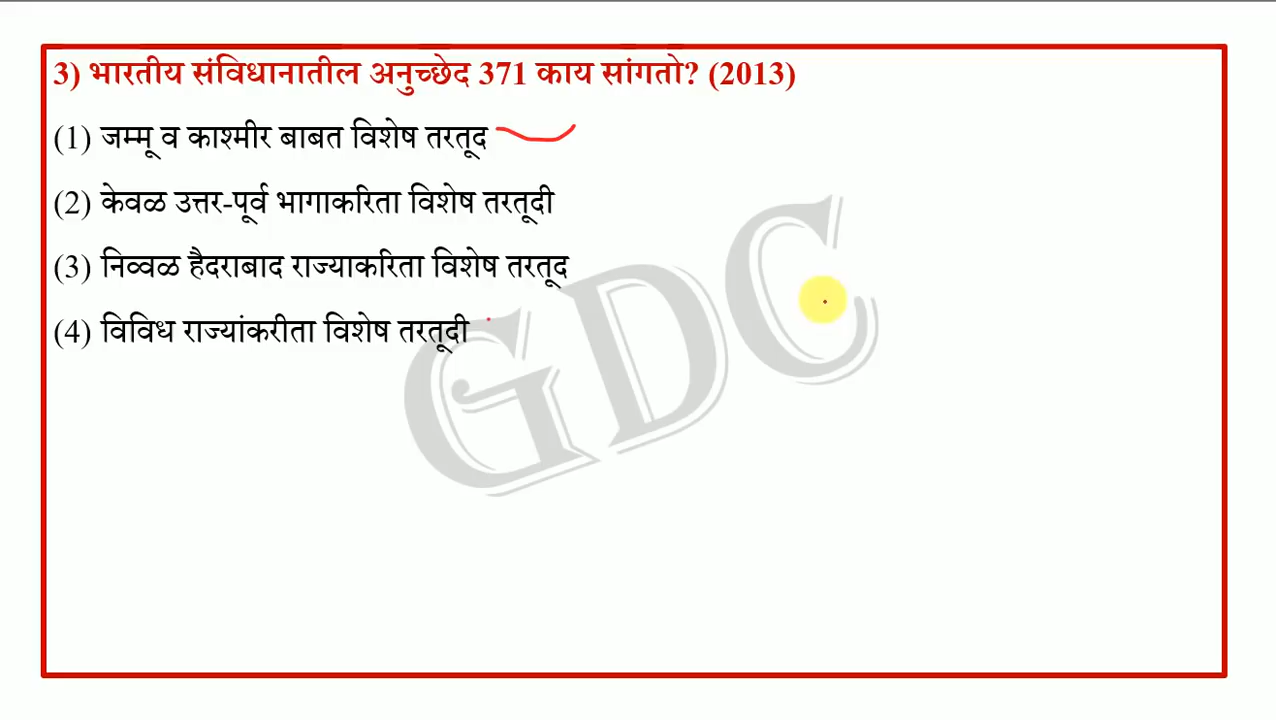 3) भारतीय संविधानातील अनुच्छेद 371 काय सांगतो? (2013)
(1) जम्मू व काश्मीर बाबत विशेष तरतूद
(2) केवळ उत्तर-पूर्व भागाकरिता विशेष तरतूदी
(3) निव्वळ हैदराबाद राज्याकरिता विशेष तरतूद
(4) विविध राज्यांकरीता विशेष तरतूदी
GDC